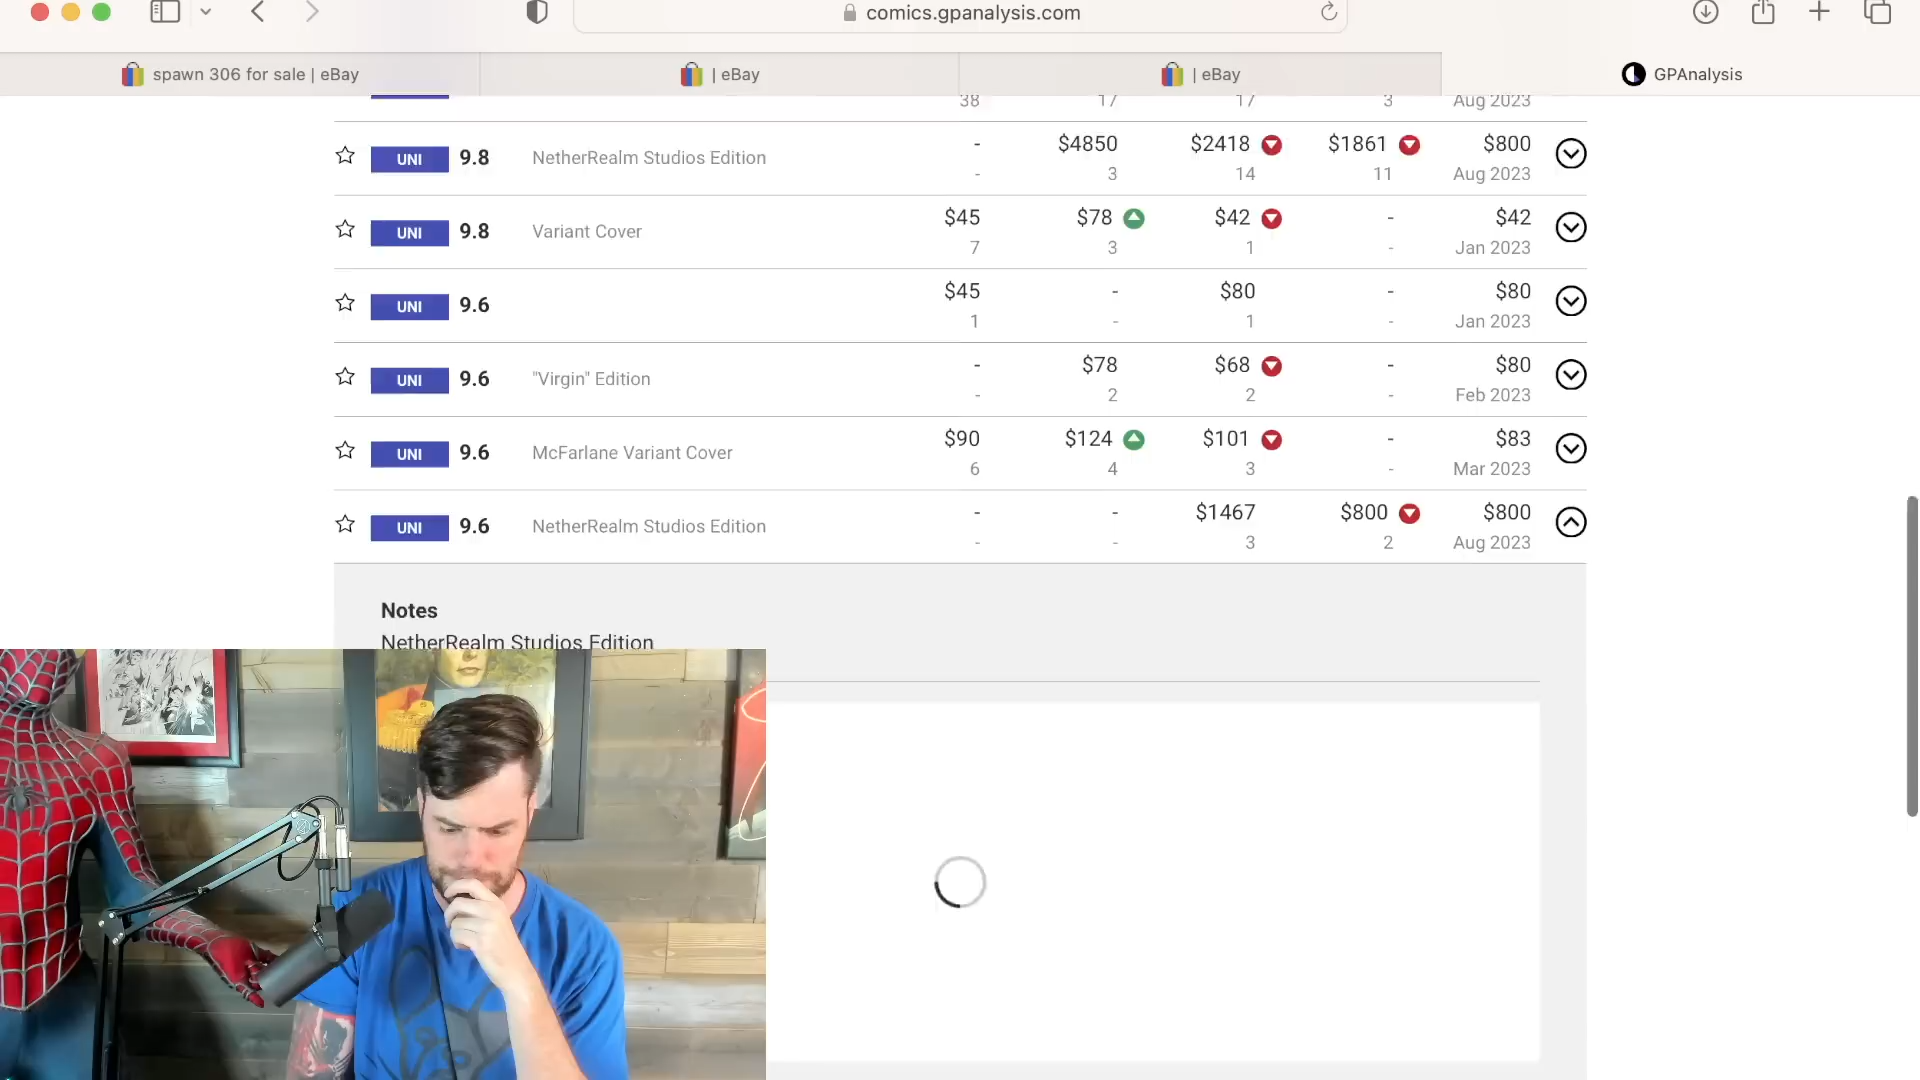 comics.gpanalysis.com
spawn 306 for sale | eBay
| eBay
| eBay
GPAnalysis
38 17 17 3 Aug 2023
UNI 9.8 NetherRealm Studios Edition - $4850 $2418 $1861 $800
- 3 14 11 Aug 2023
UNI 9.8 Variant Cover $45 $78 $42 - $42
7 3 1 - Jan 2023
UNI 9.6 $45 - $80 - $80
1 - 1 - Jan 2023
UNI 9.6 "Virgin" Edition - $78 $68 - $80
- 2 2 - Feb 2023
UNI 9.6 McFarlane Variant Cover $90 $124 $101 - $83
6 4 3 - Mar 2023
UNI 9.6 NetherRealm Studios Edition - - $1467 $800 $800
- - 3 2 Aug 2023
Notes
NetherRealm Studios Edition